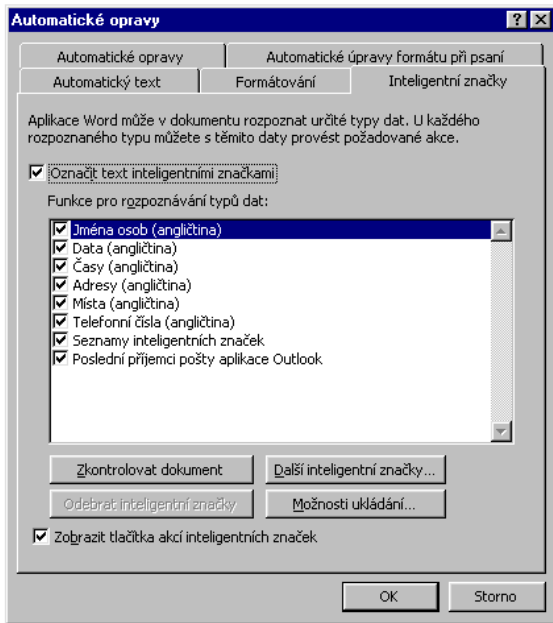 Automatické opravy
Automatické opravy
Automatické úpravy formátu při psaní
Automatický text
Formátování
Inteligentní značky
Aplikace Word může v dokumentu rozpoznat určité typy dat. U každého
rozpoznaného typu můžete s těmito daty provést požadované akce.
Označit text inteligentními značkami
Funkce pro rozpoznávání typů dat:
Jména osob (angličtina)
Data (angličtina)
Časy (angličtina)
Adresy (angličtina)
Místa (angličtina)
Telefonní čísla (angličtina)
Seznamy inteligentních značek
Poslední příjemci pošty aplikace Outlook
Zkontrolovat dokument
Další inteligentní značky...
Odebrat inteligentní značky
Možnosti ukládání...
Zobrazit tlačítka akcí inteligentních značek
OK
Storno